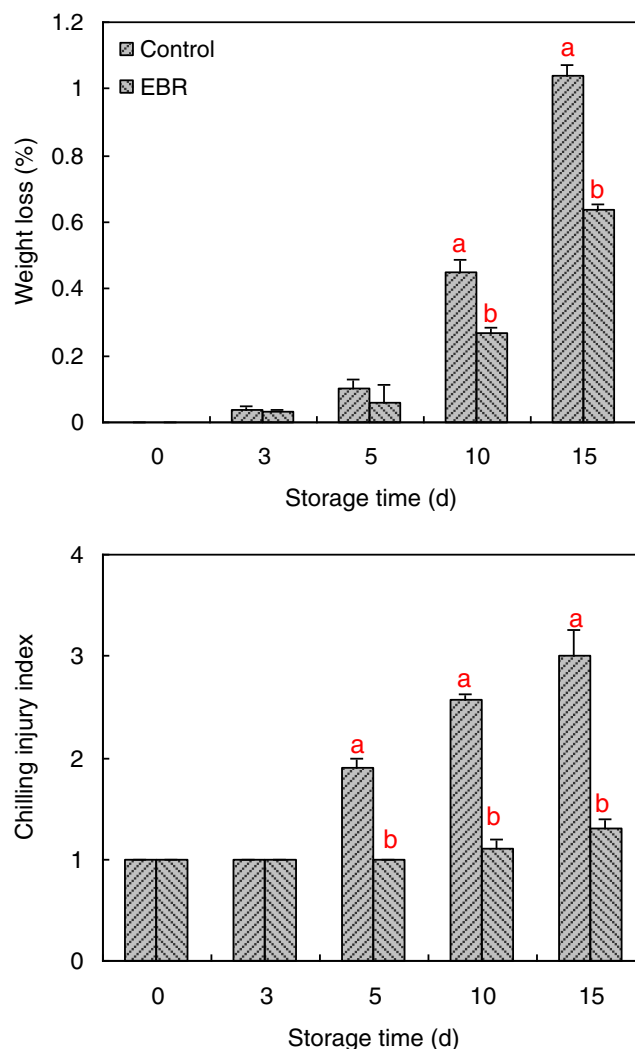 1.2
1
0.8
0.6
0.4
0.2
0
Weight loss (%)
Control
EBR
a
b
a
b
0 3 5 10 15
Storage time (d)
4
3
2
1
0
Chilling injury index
a
b
a
b
a
b
0 3 5 10 15
Storage time (d)